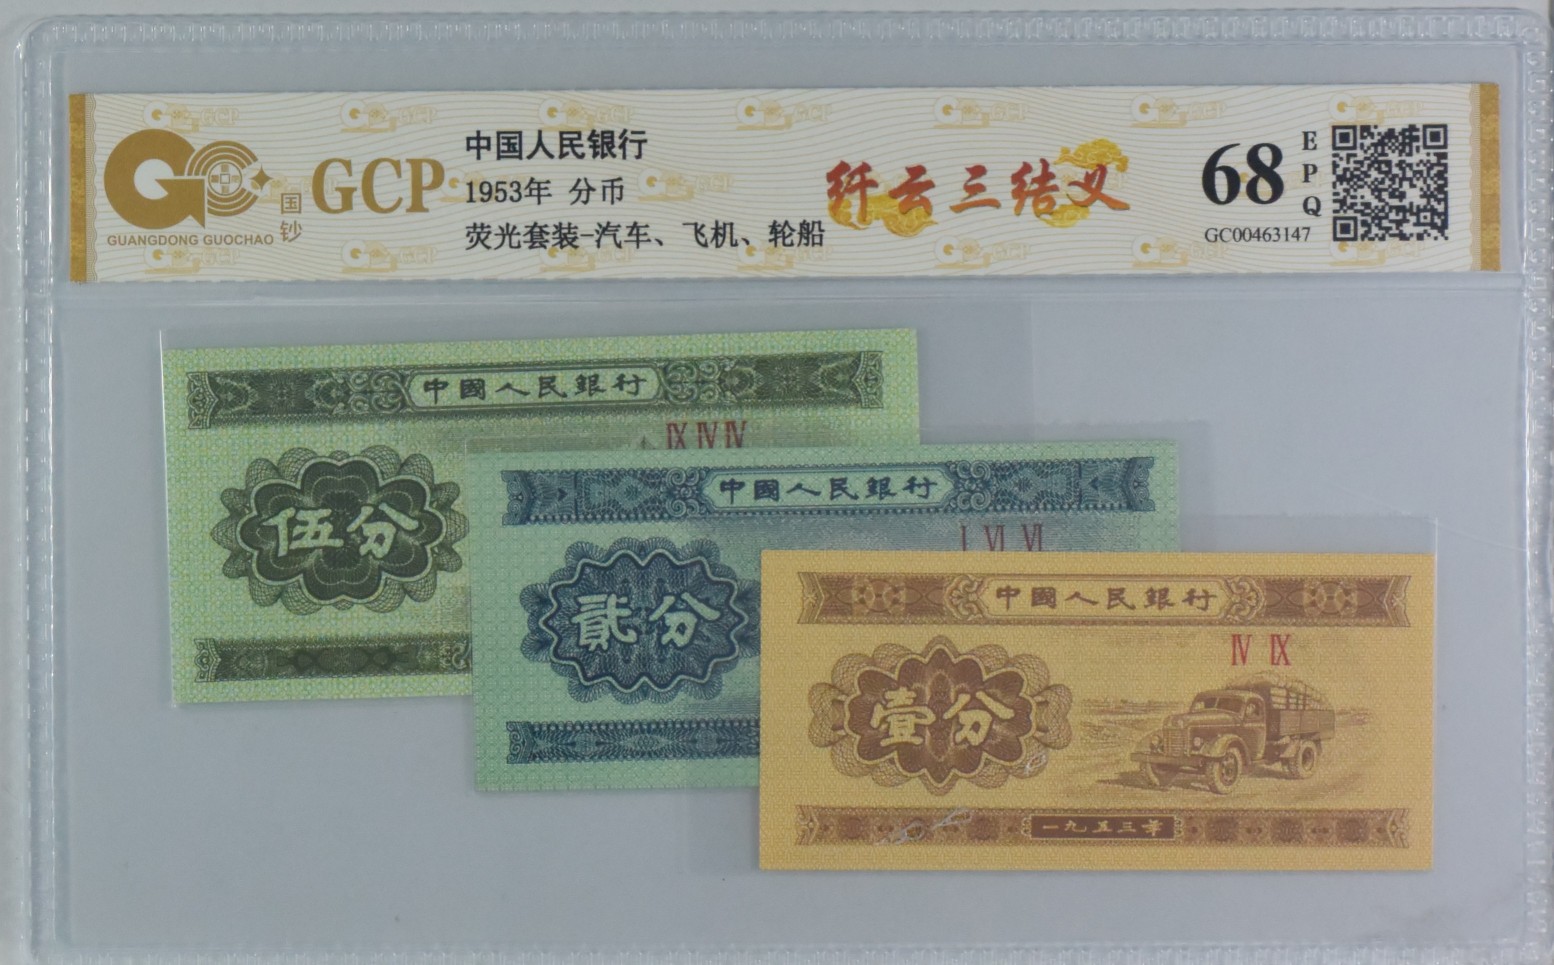 GUANGDONG GUOCHAO
国钞
GCP
中国人民银行
1953年 分币
荧光套装-汽车、飞机、轮船
纤云三结义
68
EPQ
GC00463147
中國人民銀行
IX IV IV
伍分
中國人民銀行
I VI VI
貳分
中國人民銀行
IV IX
壹分
一九五三年